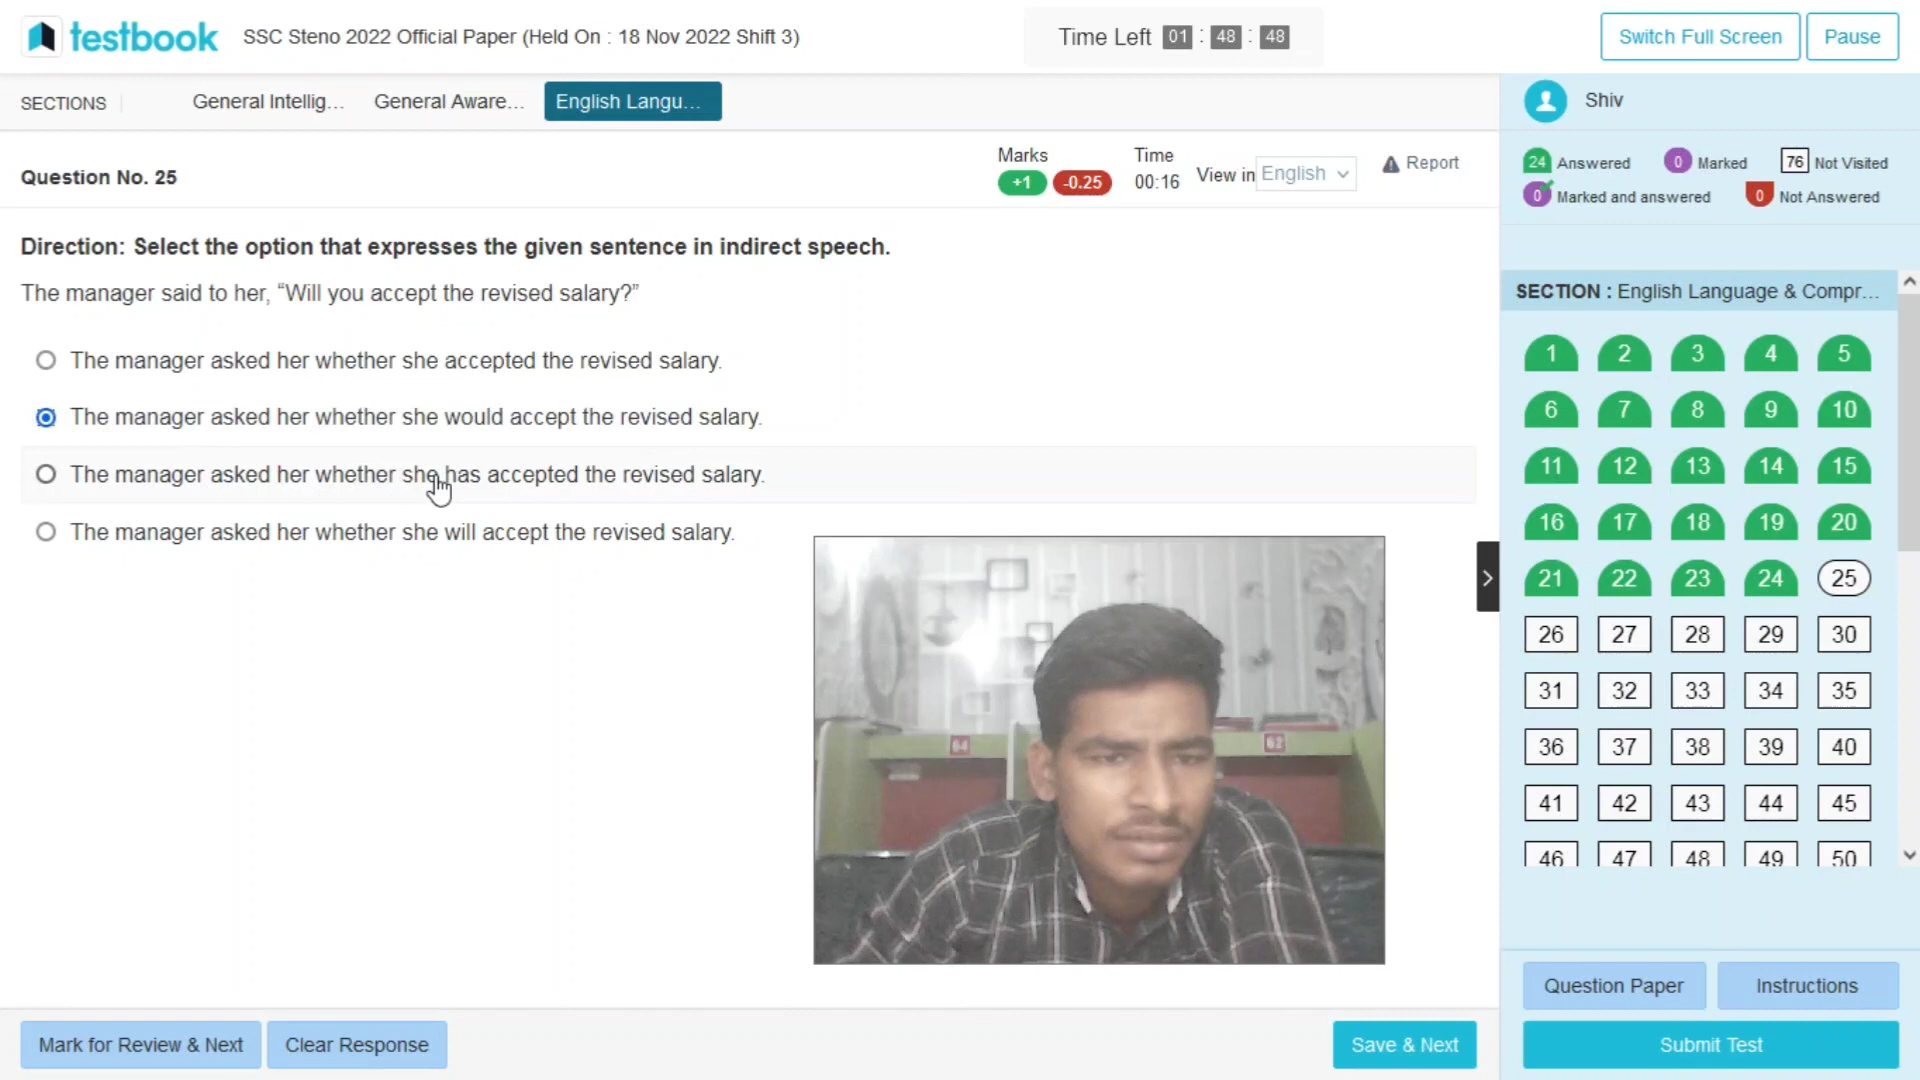 testbook
SSC Steno 2022 Official Paper (Held On : 18 Nov 2022 Shift 3)
Time Left 01 : 48 : 48
Switch Full Screen
Pause
SECTIONS
General Intellig...
General Aware...
English Langu...
Shiv
Question No. 25
Marks
+1
-0.25
Time
00:16
View in English
Report
24 Answered
0 Marked
76 Not Visited
0 Marked and answered
0 Not Answered
Direction: Select the option that expresses the given sentence in indirect speech.
The manager said to her, “Will you accept the revised salary?”
The manager asked her whether she accepted the revised salary.
The manager asked her whether she would accept the revised salary.
The manager asked her whether she has accepted the revised salary.
The manager asked her whether she will accept the revised salary.
64
62
SECTION : English Language & Compr...
1 2 3 4 5
6 7 8 9 10
11 12 13 14 15
16 17 18 19 20
21 22 23 24 25
26 27 28 29 30
31 32 33 34 35
36 37 38 39 40
41 42 43 44 45
46 47 48 49 50
Question Paper
Instructions
Mark for Review & Next
Clear Response
Save & Next
Submit Test